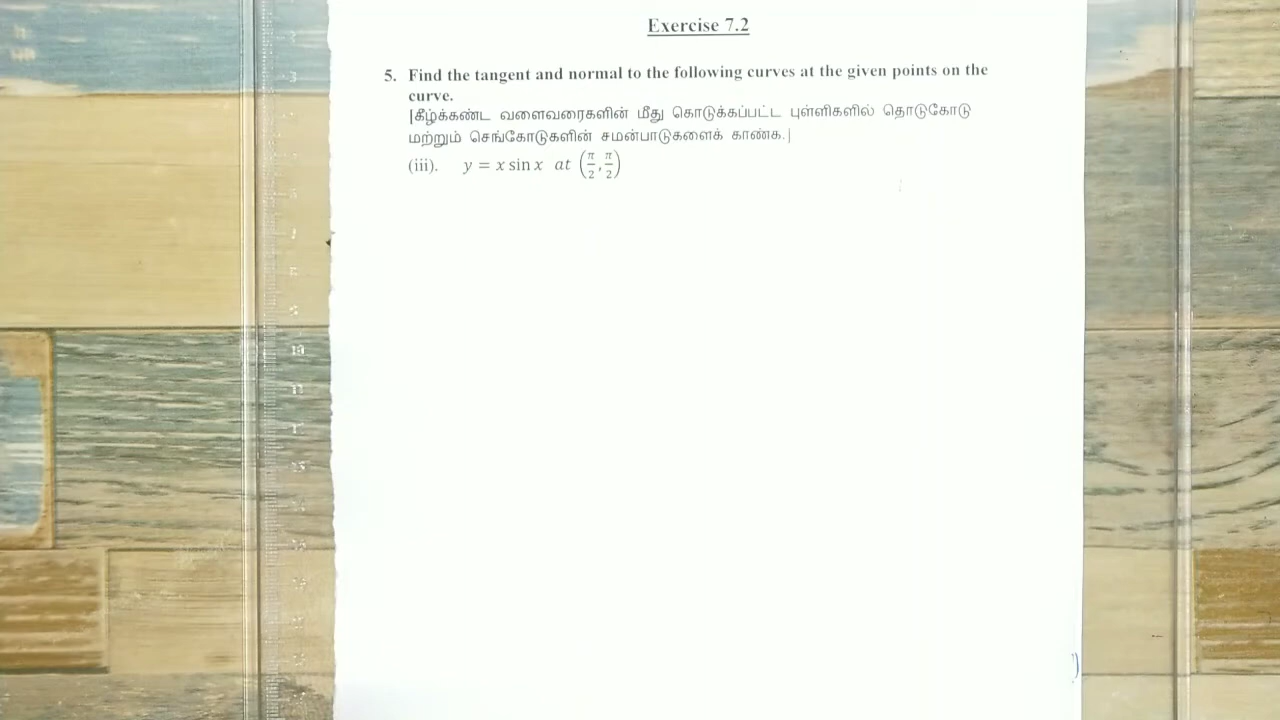 Exercise 7.2
5. Find the tangent and normal to the following curves at the given points on the
curve.
[கீழ்க்கண்ட வளைவரைகளின் மீது கொடுக்கப்பட்ட புள்ளிகளில் தொடுகோடு
மற்றும் செங்கோடுகளின் சமன்பாடுகளைக் காண்க.]
(iii). y = x sin x at (π/2, π/2)